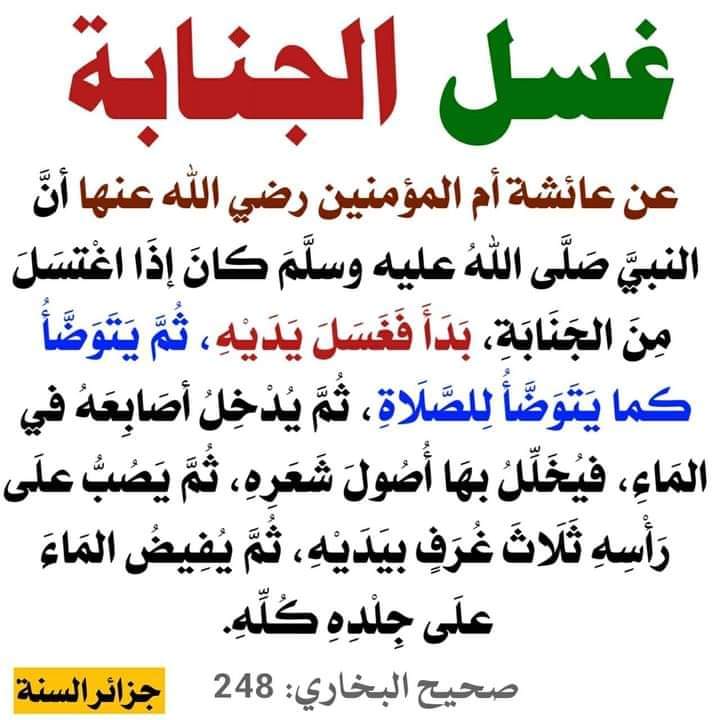 غسل الجنابة
عن عائشة أم المؤمنين رضي الله عنها أنَّ
النبيَّ صَلَّى اللهُ عليه وسلَّمَ كانَ إذَا اغْتسَلَ
مِنَ الجَنَابَةِ، بَدَأَ فَغَسَلَ يَدَيْهِ، ثُمَّ يَتَوَضَّأُ
كما يَتَوَضَّأُ لِلصَّلَاةِ، ثُمَّ يُدْخِلُ أصَابِعَهُ في
المَاءِ، فيُخَلِّلُ بهَا أُصُولَ شَعَرِهِ، ثُمَّ يَصُبُّ علَى
رَأْسِهِ ثَلَاثَ غُرَفٍ بيَدَيْهِ، ثُمَّ يُفِيضُ المَاءَ
علَى جِلْدِهِ كُلِّهِ.
صحيح البخاري: 248
جزائر السنة